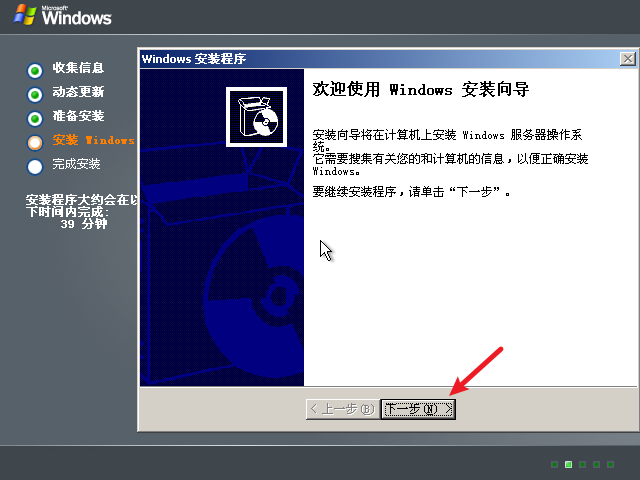 Microsoft
Windows
收集信息
动态更新
准备安装
安装 Windows
完成安装
安装程序大约会在以
下时间内完成:
39 分钟
Windows 安装程序
欢迎使用 Windows 安装向导
安装向导将在计算机上安装 Windows 服务器操作系
统。
它需要搜集有关您的和计算机的信息，以便正确安装
Windows。
要继续安装程序，请单击“下一步”。
< 上一步(B)
下一步(N) >